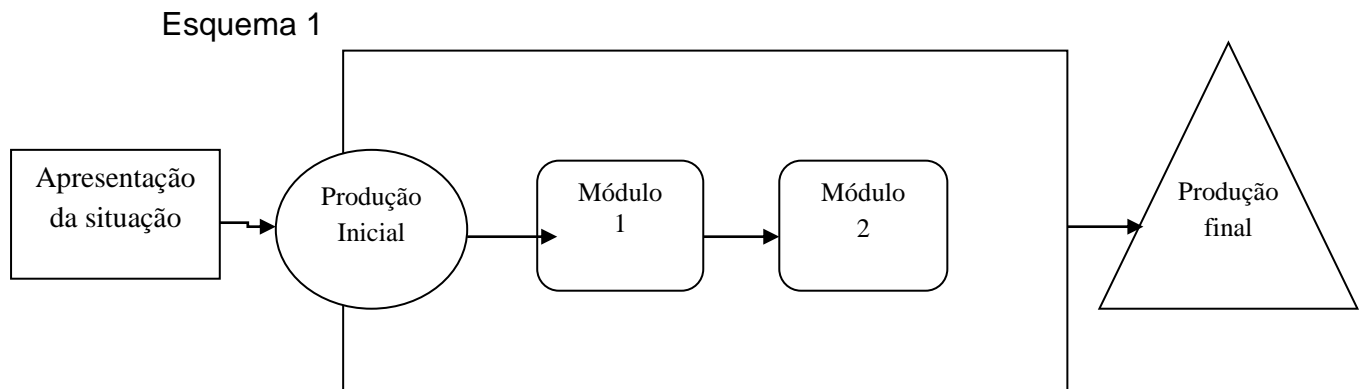 Esquema 1
Apresentação
da situação
Produção
Inicial
Módulo
1
Módulo
2
Produção
final